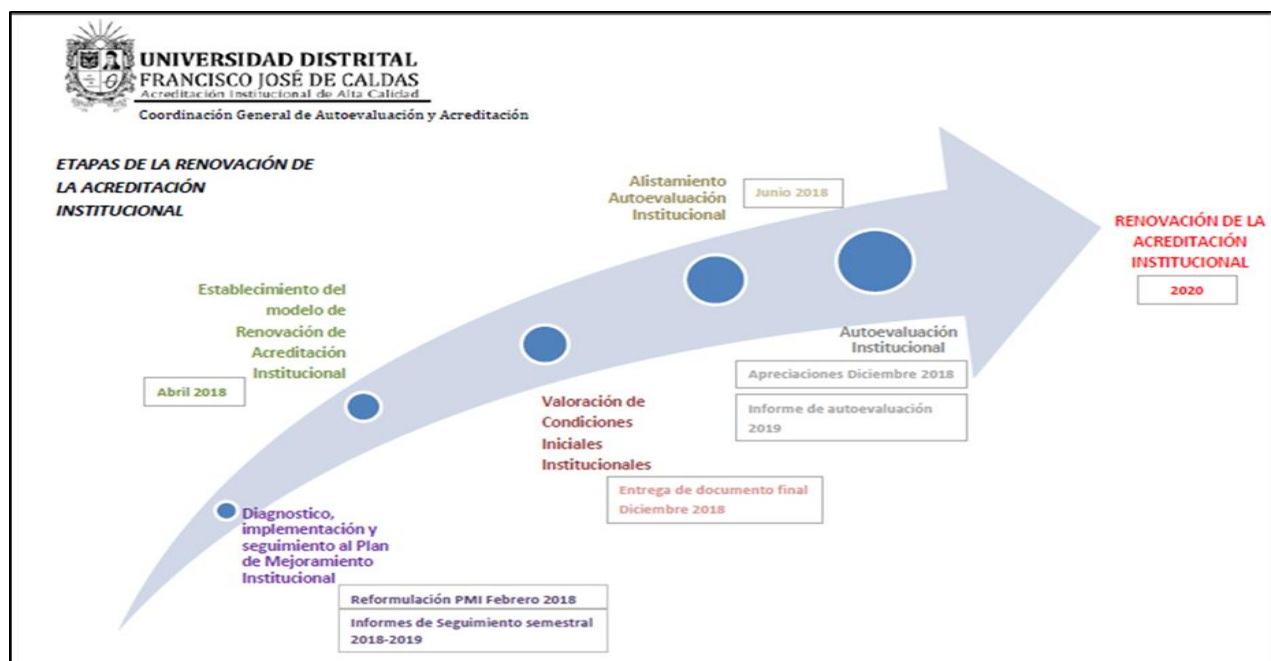 UNIVERSIDAD DISTRITAL
FRANCISCO JOSÉ DE CALDAS
Acreditación Institucional de Alta Calidad
Coordinación General de Autoevaluación y Acreditación
ETAPAS DE LA RENOVACIÓN DE
LA ACREDITACIÓN
INSTITUCIONAL
Diagnostico,
implementación y
seguimiento al Plan
de Mejoramiento
Institucional
Reformulación PMI Febrero 2018
Informes de Seguimiento semestral
2018-2019
Establecimiento del
modelo de
Renovación de
Acreditación
Institucional
Abril 2018
Valoración de
Condiciones
Iniciales
Institucionales
Entrega de documento final
Diciembre 2018
Alistamiento
Autoevaluación
Institucional
Junio 2018
Autoevaluación
Institucional
Apreciaciones Diciembre 2018
Informe de autoevaluación
2019
RENOVACIÓN DE LA
ACREDITACIÓN
INSTITUCIONAL
2020